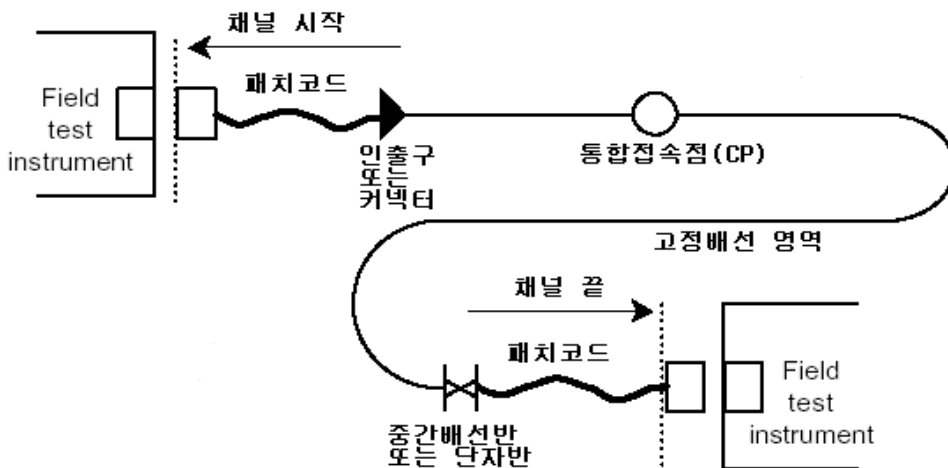 채널 시작
패치코드
Field
test
instrument
인출구
또는
커넥터
통합접속점(CP)
고정배선 영역
채널 끝
패치코드
Field
test
instrument
중간배선반
또는 단자반